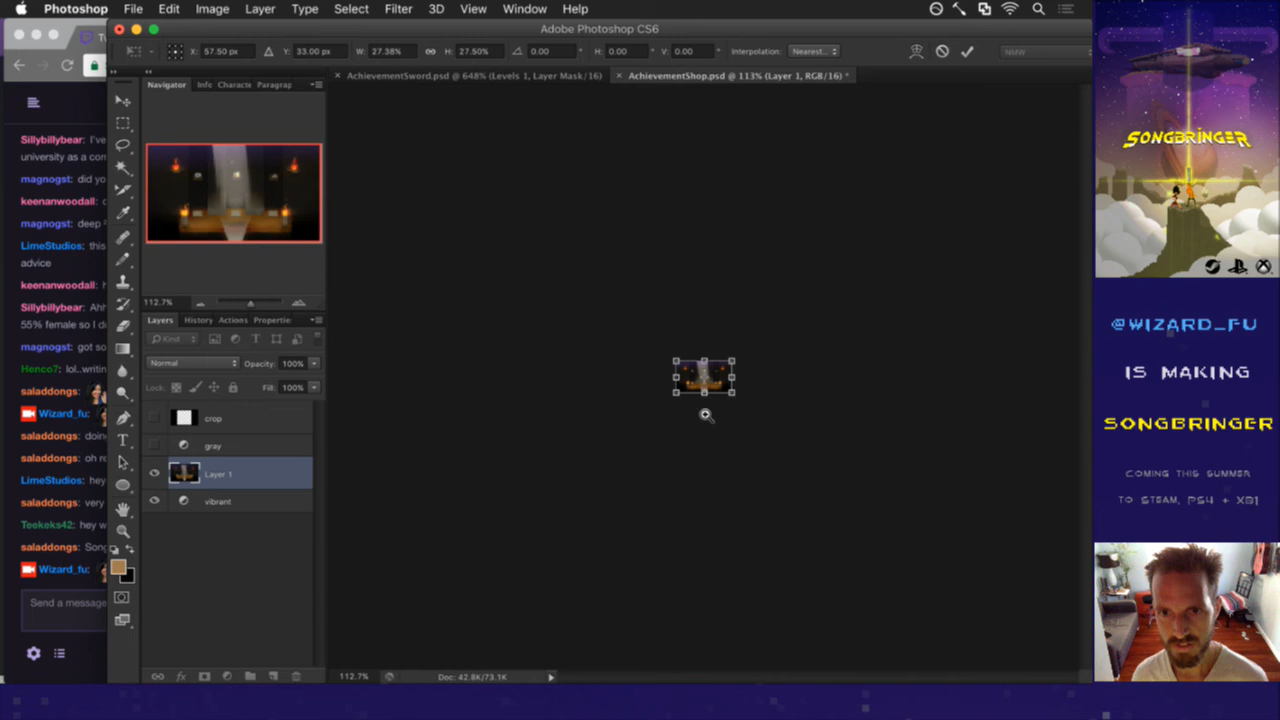 Photoshop File Edit Image Layer Type Select Filter 3D View Window Help
Adobe Photoshop CS6
X: 57.50 px Y: 33.00 px W: 27.38% H: 27.50% 0.00 ° H: 0.00 ° V: 0.00 ° Interpolation: Nearest... NMW
AchievementSword.psd @ 648% (Levels 1, Layer Mask/16) AchievementShop.psd @ 113% (Layer 1, RGB/16) *
Navigator Info Characte Paragrap
112.7%
Layers History Actions Propertie
Kind
Normal Opacity: 100%
Lock: Fill: 100%
crop
gray
Layer 1
vibrant
112.7% Doc: 42.8K/73.1K
Sillybillybear: I've
university as a com
magnogst: did yo
keenanwoodall:
magnogst: deep
LimeStudios: this
advice
keenanwoodall: h
Sillybillybear: Ahh
55% female so I d
magnogst: got so
Henco7: lol..writin
saladdongs:
Wizard_fu:
saladdongs: doing
saladdongs: oh re
LimeStudios: hey
saladdongs: very
Teekeks42: hey w
saladdongs: Song
Wizard_fu:
Send a message
SONGBRINGER
@WIZARD_FU
IS MAKING
SONGBRINGER
COMING THIS SUMMER
TO STEAM, PS4 + XB1